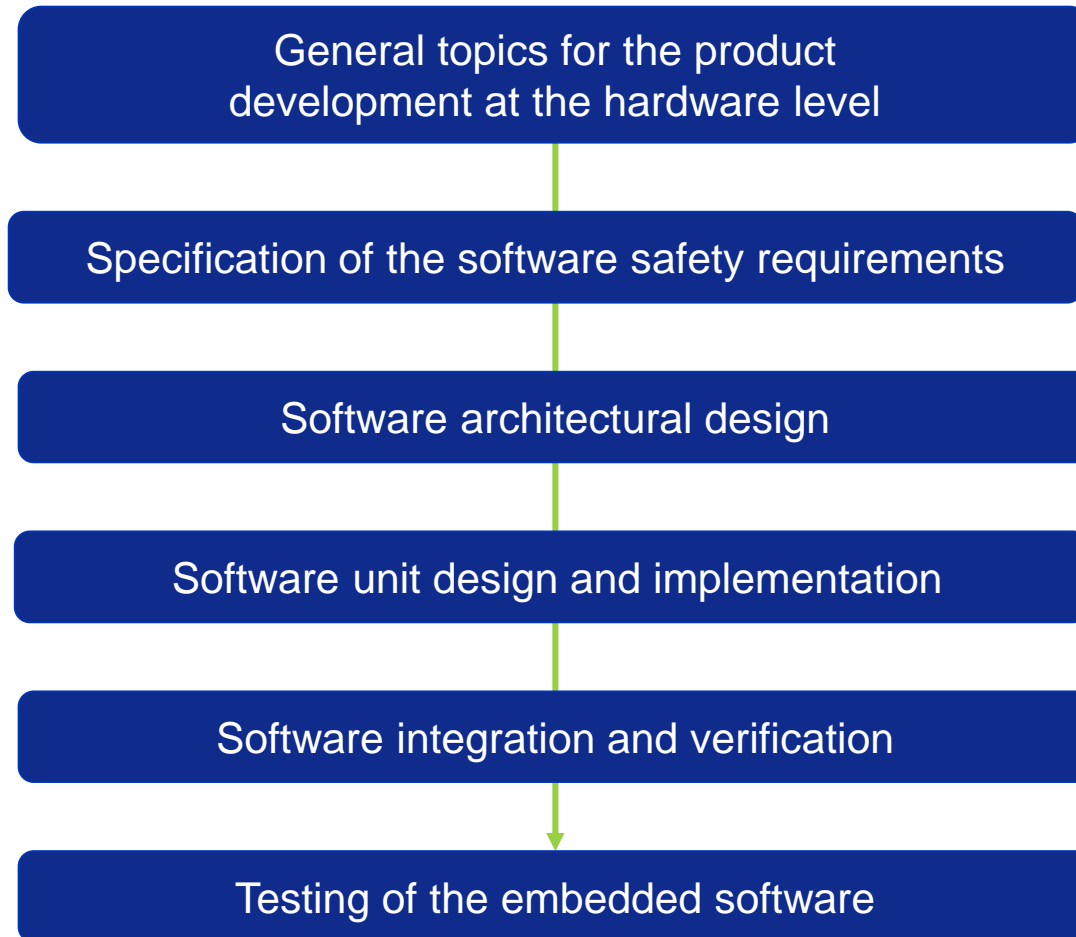 General topics for the product
development at the hardware level
Specification of the software safety requirements
Software architectural design
Software unit design and implementation
Software integration and verification
Testing of the embedded software